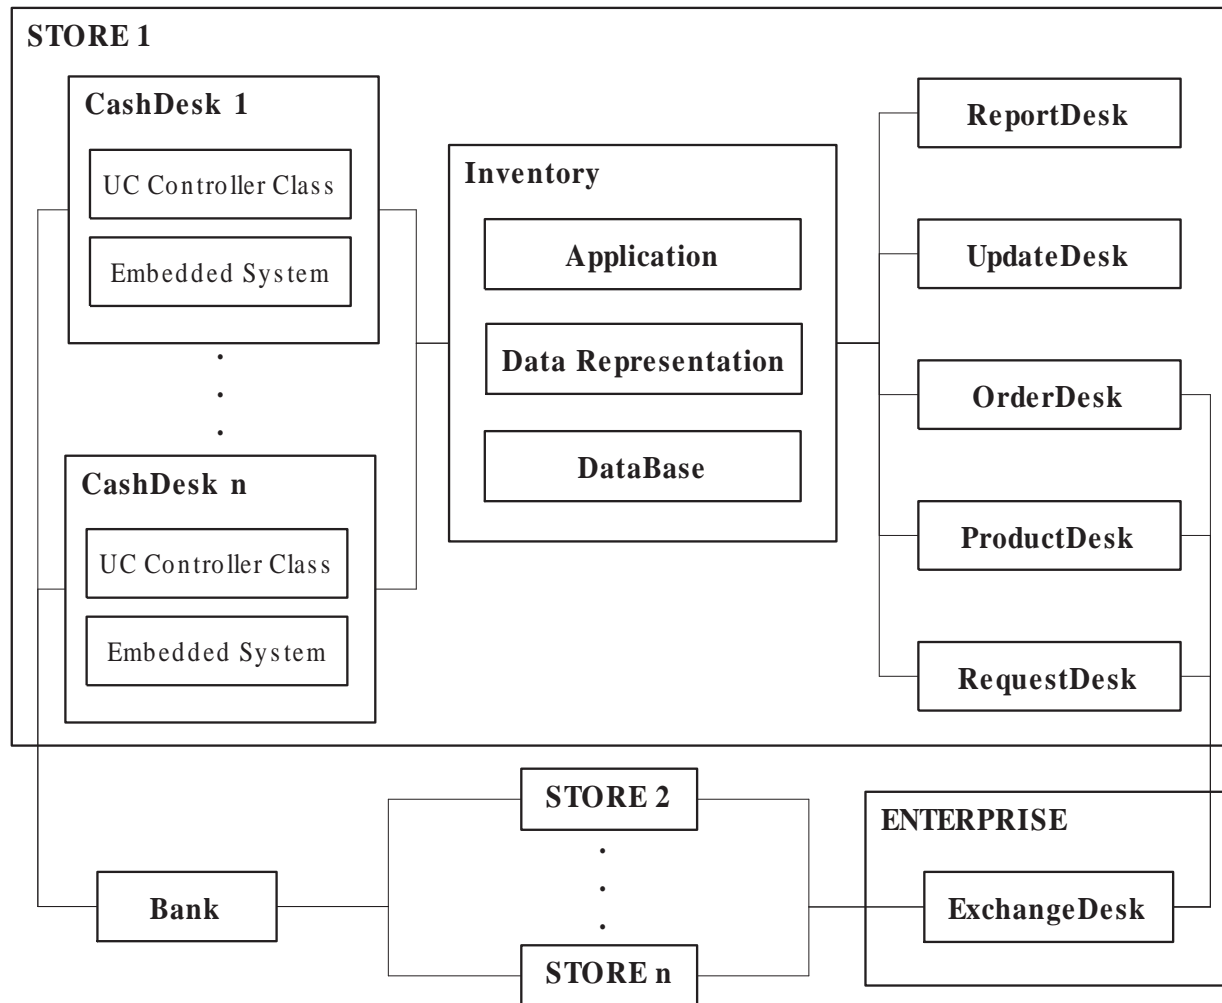 STORE 1
CashDesk 1
UC Controller Class
Embedded System
CashDesk n
UC Controller Class
Embedded System
Inventory
Application
Data Representation
DataBase
ReportDesk
UpdateDesk
OrderDesk
ProductDesk
RequestDesk
Bank
STORE 2
STORE n
ENTERPRISE
ExchangeDesk